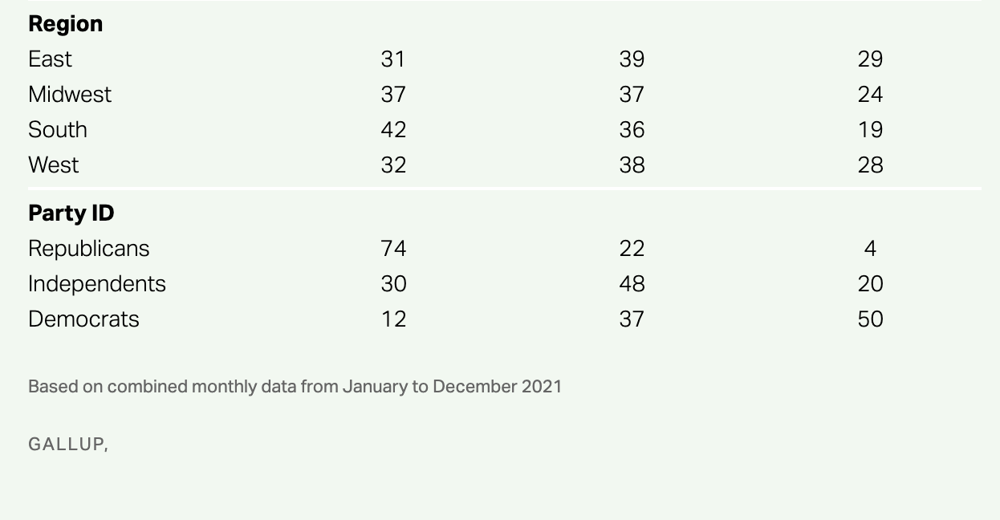 Region
East 31 39 29
Midwest 37 37 24
South 42 36 19
West 32 38 28
Party ID
Republicans 74 22 4
Independents 30 48 20
Democrats 12 37 50
Based on combined monthly data from January to December 2021
GALLUP,